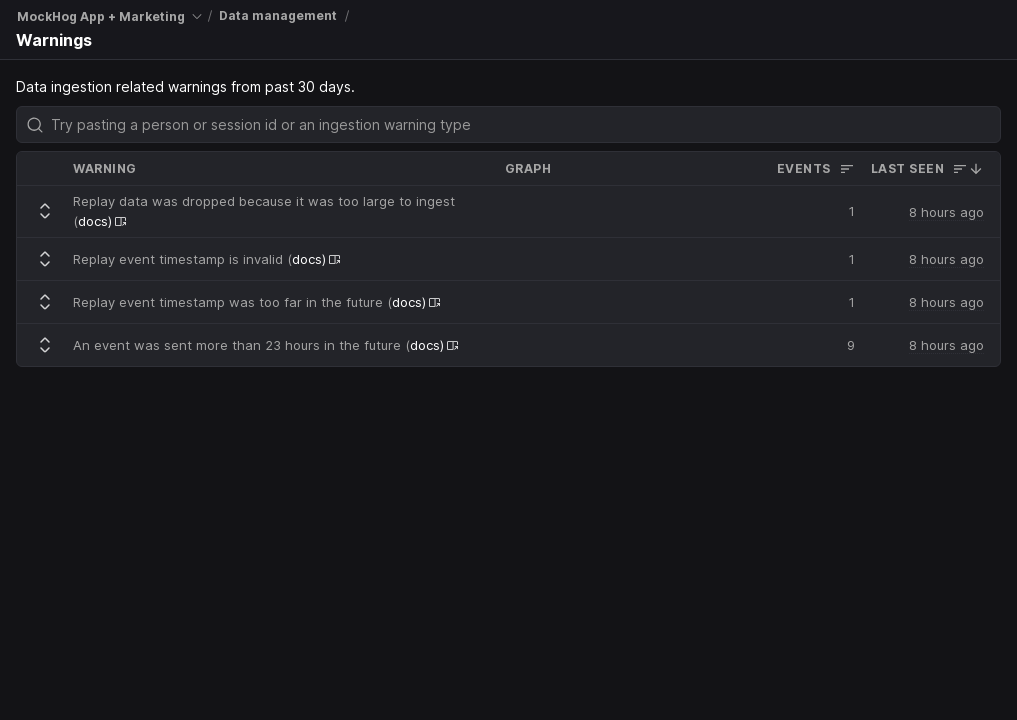 MockHog App + Marketing / Data management /
Warnings
Data ingestion related warnings from past 30 days.
Try pasting a person or session id or an ingestion warning type
WARNING GRAPH EVENTS LAST SEEN
Replay data was dropped because it was too large to ingest
(docs) 1 8 hours ago
Replay event timestamp is invalid (docs) 1 8 hours ago
Replay event timestamp was too far in the future (docs) 1 8 hours ago
An event was sent more than 23 hours in the future (docs) 9 8 hours ago